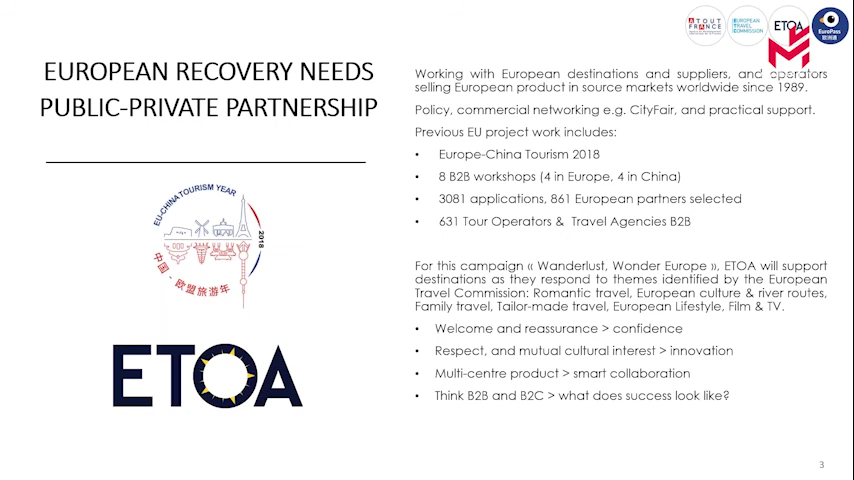 ATOUT FRANCE
EUROPEAN TRAVEL COMMISSION
ETOA
EuroPass
欧洲通
EUROPEAN RECOVERY NEEDS
PUBLIC-PRIVATE PARTNERSHIP
EU-CHINA TOURISM YEAR
2018
中国-欧盟旅游年
ETOA
Working with European destinations and suppliers, and operators
selling European product in source markets worldwide since 1989.
Policy, commercial networking e.g. CityFair, and practical support.
Previous EU project work includes:
• Europe-China Tourism 2018
• 8 B2B workshops (4 in Europe, 4 in China)
• 3081 applications, 861 European partners selected
• 631 Tour Operators & Travel Agencies B2B
For this campaign « Wanderlust, Wonder Europe », ETOA will support
destinations as they respond to themes identified by the European
Travel Commission: Romantic travel, European culture & river routes,
Family travel, Tailor-made travel, European Lifestyle, Film & TV.
• Welcome and reassurance > confidence
• Respect, and mutual cultural interest > innovation
• Multi-centre product > smart collaboration
• Think B2B and B2C > what does success look like?
3